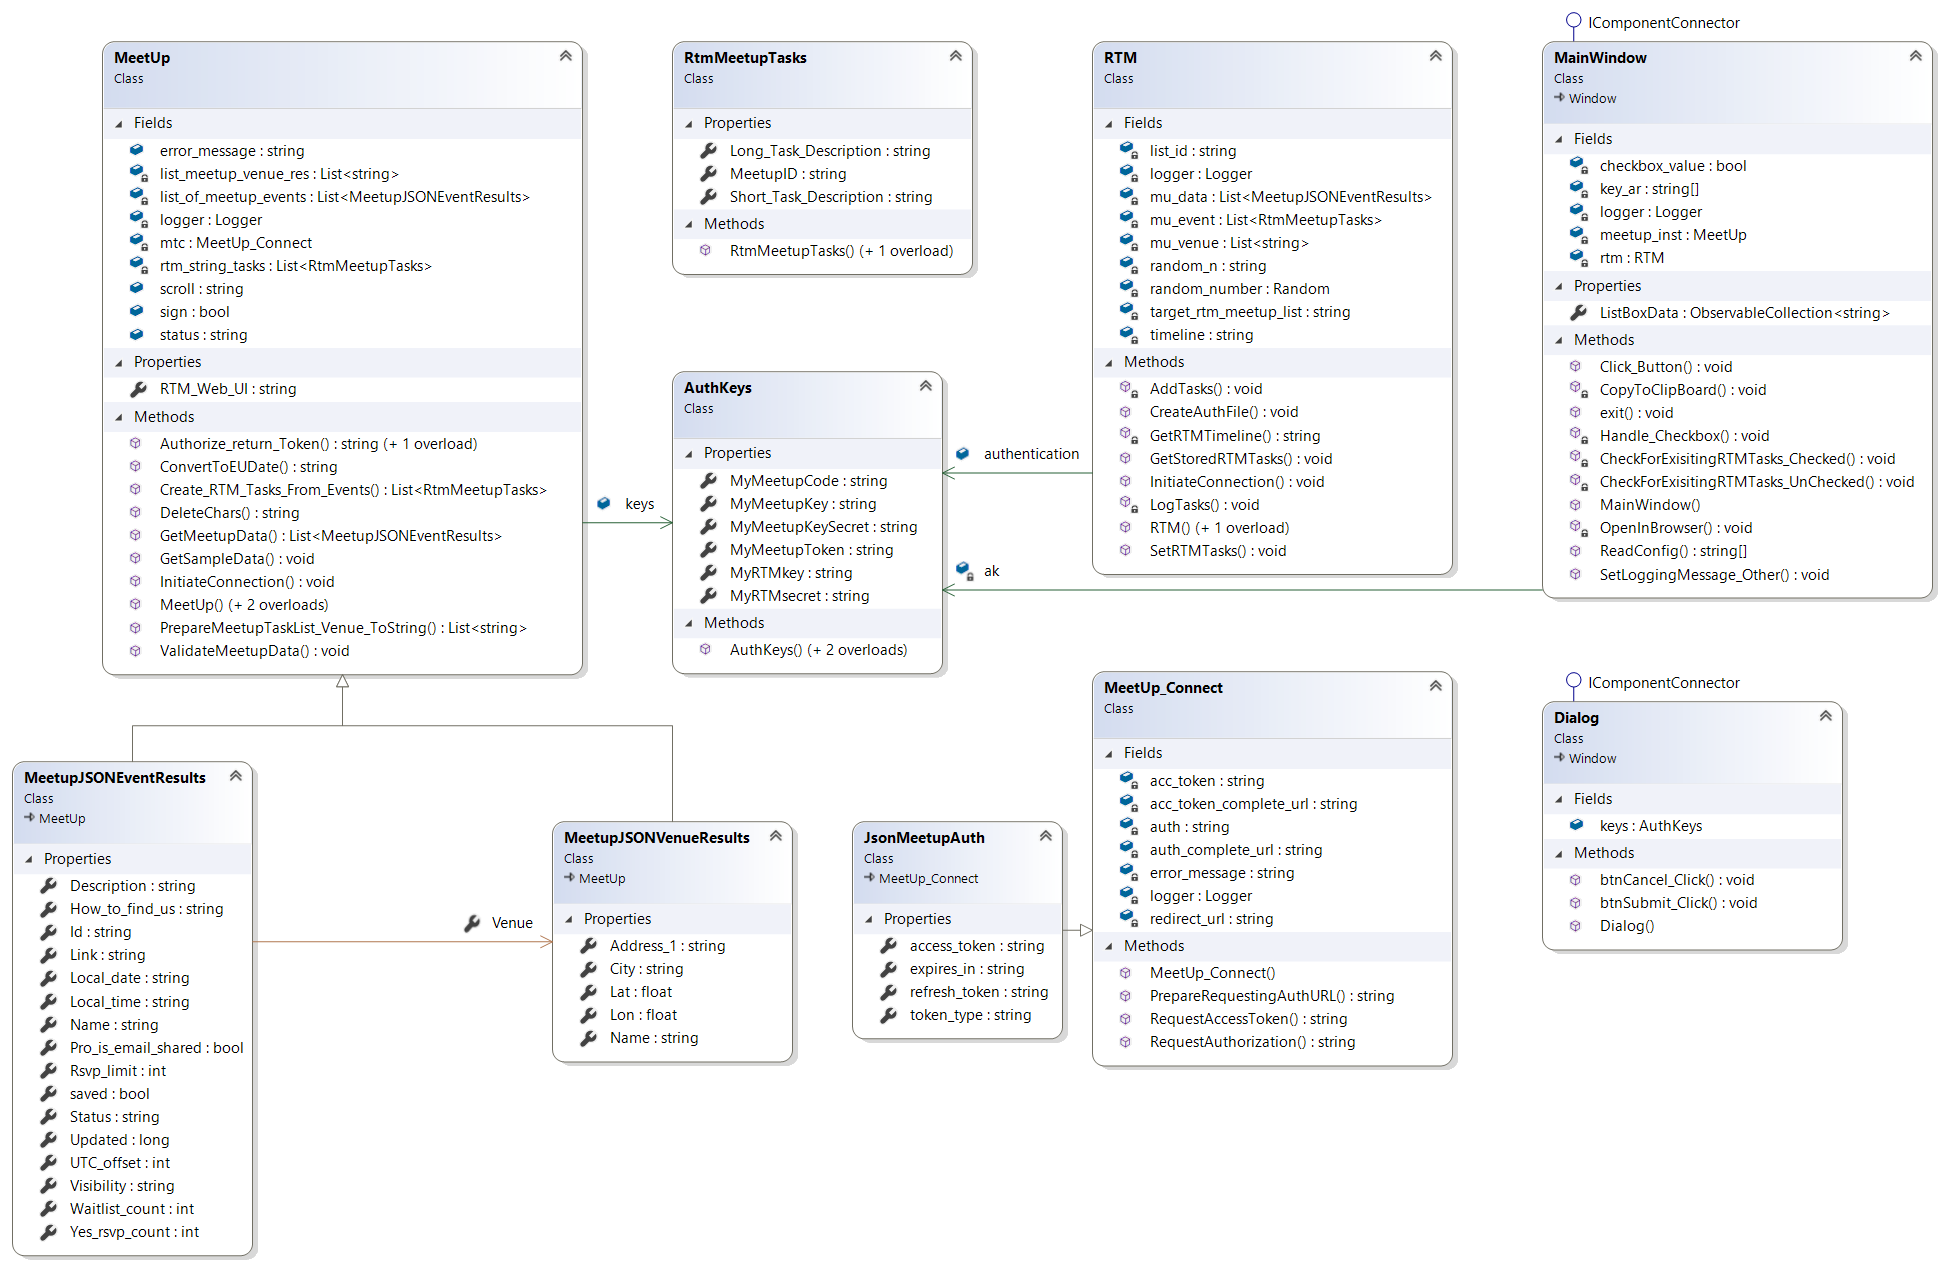 MeetUp
Class
Fields
error_message : string
list_meetup_venue_res : List<string>
list_of_meetup_events : List<MeetupJSONEventResults>
logger : Logger
mtc : MeetUp_Connect
rtm_string_tasks : List<RtmMeetupTasks>
scroll : string
sign : bool
status : string
Properties
RTM_Web_UI : string
Methods
Authorize_return_Token() : string (+ 1 overload)
ConvertToEUDate() : string
Create_RTM_Tasks_From_Events() : List<RtmMeetupTasks>
DeleteChars() : string
GetMeetupData() : List<MeetupJSONEventResults>
GetSampleData() : void
InitiateConnection() : void
MeetUp() (+ 2 overloads)
PrepareMeetupTaskList_Venue_ToString() : List<string>
ValidateMeetupData() : void
RtmMeetupTasks
Class
Properties
Long_Task_Description : string
MeetupID : string
Short_Task_Description : string
Methods
RtmMeetupTasks() (+ 1 overload)
RTM
Class
Fields
list_id : string
logger : Logger
mu_data : List<MeetupJSONEventResults>
mu_event : List<RtmMeetupTasks>
mu_venue : List<string>
random_n : string
random_number : Random
target_rtm_meetup_list : string
timeline : string
Methods
AddTasks() : void
CreateAuthFile() : void
GetRTMTimeline() : string
GetStoredRTMTasks() : void
InitiateConnection() : void
LogTasks() : void
RTM() (+ 1 overload)
SetRTMTasks() : void
IComponentConnector
MainWindow
Class
Window
Fields
checkbox_value : bool
key_ar : string[]
logger : Logger
meetup_inst : MeetUp
rtm : RTM
Properties
ListBoxData : ObservableCollection<string>
Methods
Click_Button() : void
CopyToClipBoard() : void
exit() : void
Handle_Checkbox() : void
CheckForExisitingRTMTasks_Checked() : void
CheckForExisitingRTMTasks_UnChecked() : void
MainWindow()
OpenInBrowser() : void
ReadConfig() : string[]
SetLoggingMessage_Other() : void
keys
AuthKeys
Class
Properties
MyMeetupCode : string
MyMeetupKey : string
MyMeetupKeySecret : string
MyMeetupToken : string
MyRTMkey : string
MyRTMsecret : string
Methods
AuthKeys() (+ 2 overloads)
authentication
ak
MeetupJSONEventResults
Class
MeetUp
Properties
Description : string
How_to_find_us : string
Id : string
Link : string
Local_date : string
Local_time : string
Name : string
Pro_is_email_shared : bool
Rsvp_limit : int
saved : bool
Status : string
Updated : long
UTC_offset : int
Visibility : string
Waitlist_count : int
Yes_rsvp_count : int
Venue
MeetupJSONVenueResults
Class
MeetUp
Properties
Address_1 : string
City : string
Lat : float
Lon : float
Name : string
JsonMeetupAuth
Class
MeetUp_Connect
Properties
access_token : string
expires_in : string
refresh_token : string
token_type : string
MeetUp_Connect
Class
Fields
acc_token : string
acc_token_complete_url : string
auth : string
auth_complete_url : string
error_message : string
logger : Logger
redirect_url : string
Methods
MeetUp_Connect()
PrepareRequestingAuthURL() : string
RequestAccessToken() : string
RequestAuthorization() : string
IComponentConnector
Dialog
Class
Window
Fields
keys : AuthKeys
Methods
btnCancel_Click() : void
btnSubmit_Click() : void
Dialog()